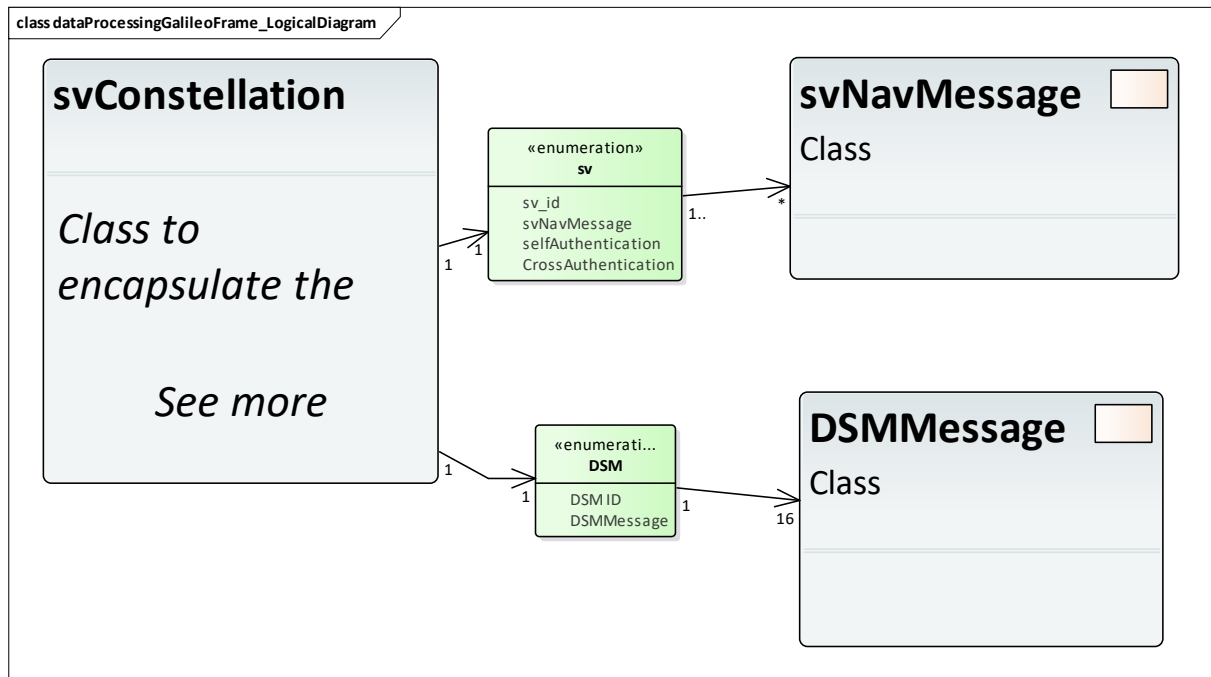 class dataProcessingGalileoFrame_LogicalDiagram
svConstellation
Class to
encapsulate the
See more
«enumeration»
sv
sv_id
svNavMessage
selfAuthentication
CrossAuthentication
svNavMessage
Class
1
1
1..
*
«enumerati...
DSM
DSM ID
DSMMessage
DSMMessage
Class
1
1
1
16